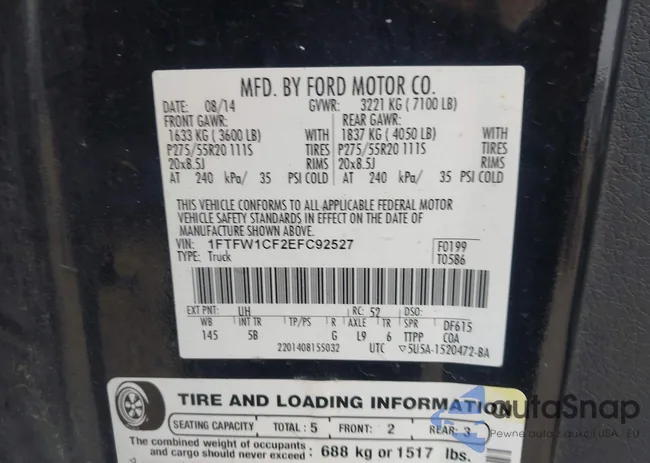 MFD. BY FORD MOTOR CO.
DATE: 08/14 GVWR: 3221 KG ( 7100 LB)
FRONT GAWR: REAR GAWR:
1633 KG ( 3600 LB) WITH 1837 KG ( 4050 LB) WITH
P275/55R20 111S TIRES P275/55R20 111S TIRES
20x8.5J RIMS 20x8.5J RIMS
AT 240 kPa/ 35 PSI COLD AT 240 kPa/ 35 PSI COLD
THIS VEHICLE CONFORMS TO ALL APPLICABLE FEDERAL MOTOR
VEHICLE SAFETY STANDARDS IN EFFECT ON THE DATE OF
MANUFACTURE SHOWN ABOVE.
VIN: 1FTFW1CF2EFC92527 F0199
TYPE: Truck T0586
EXT PNT: UH RC: 52 DSO:
WB INT TR TP/PS R AXLE TR SPR DF615
145 5B G L9 6 TTPP COA
2201408155032 UTC ▽5U5A-1520472-BA
TIRE AND LOADING INFORMATION
SEATING CAPACITY TOTAL: 5 FRONT: 2 REAR: 3
The combined weight of occupants
and cargo should never exceed : 688 kg or 1517 lbs.
autoSnap
Pewne auta z aukcji USA, EU